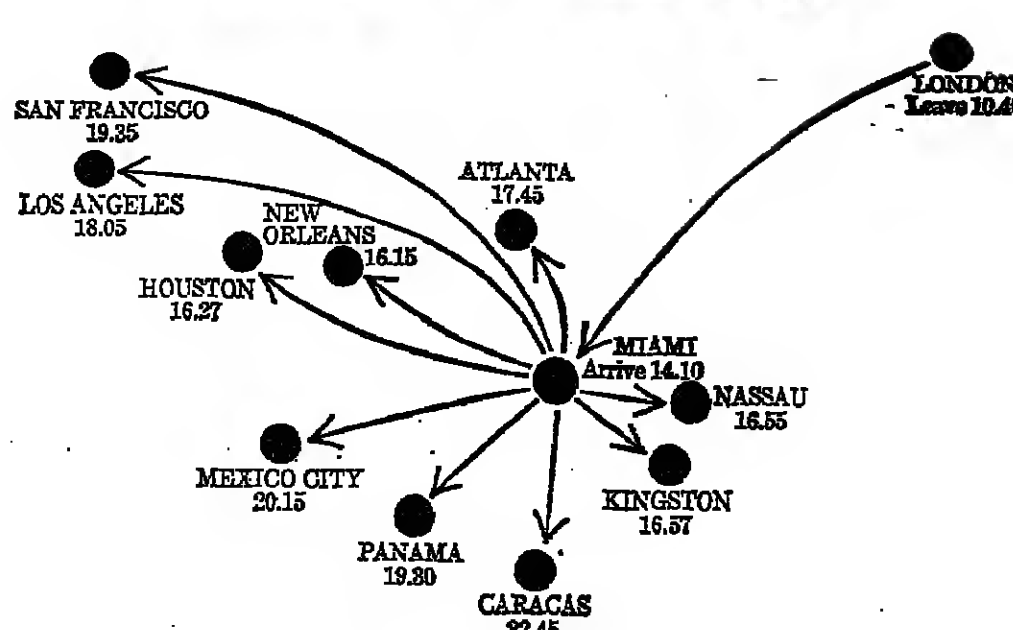 SAN FRANCISCO
19.35
LOS ANGELES
18.05
NEW
ORLEANS
16.15
HOUSTON
16.27
ATLANTA
17.45
LONDON
Leave
MIAMI
Arrive 14.10
NASSAU
16.55
KINGSTON
16.57
MEXICO CITY
20.15
PANAMA
19.30
CARACAS